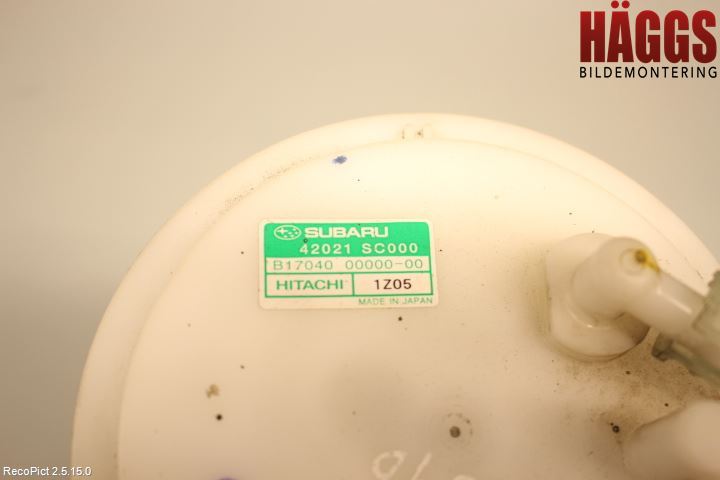 HÄGGS
BILDEMONTERING
SUBARU
42021 SC000
B17040 00000-00
HITACHI 1Z05
MADE IN JAPAN
RecoPict 2.5.15.0